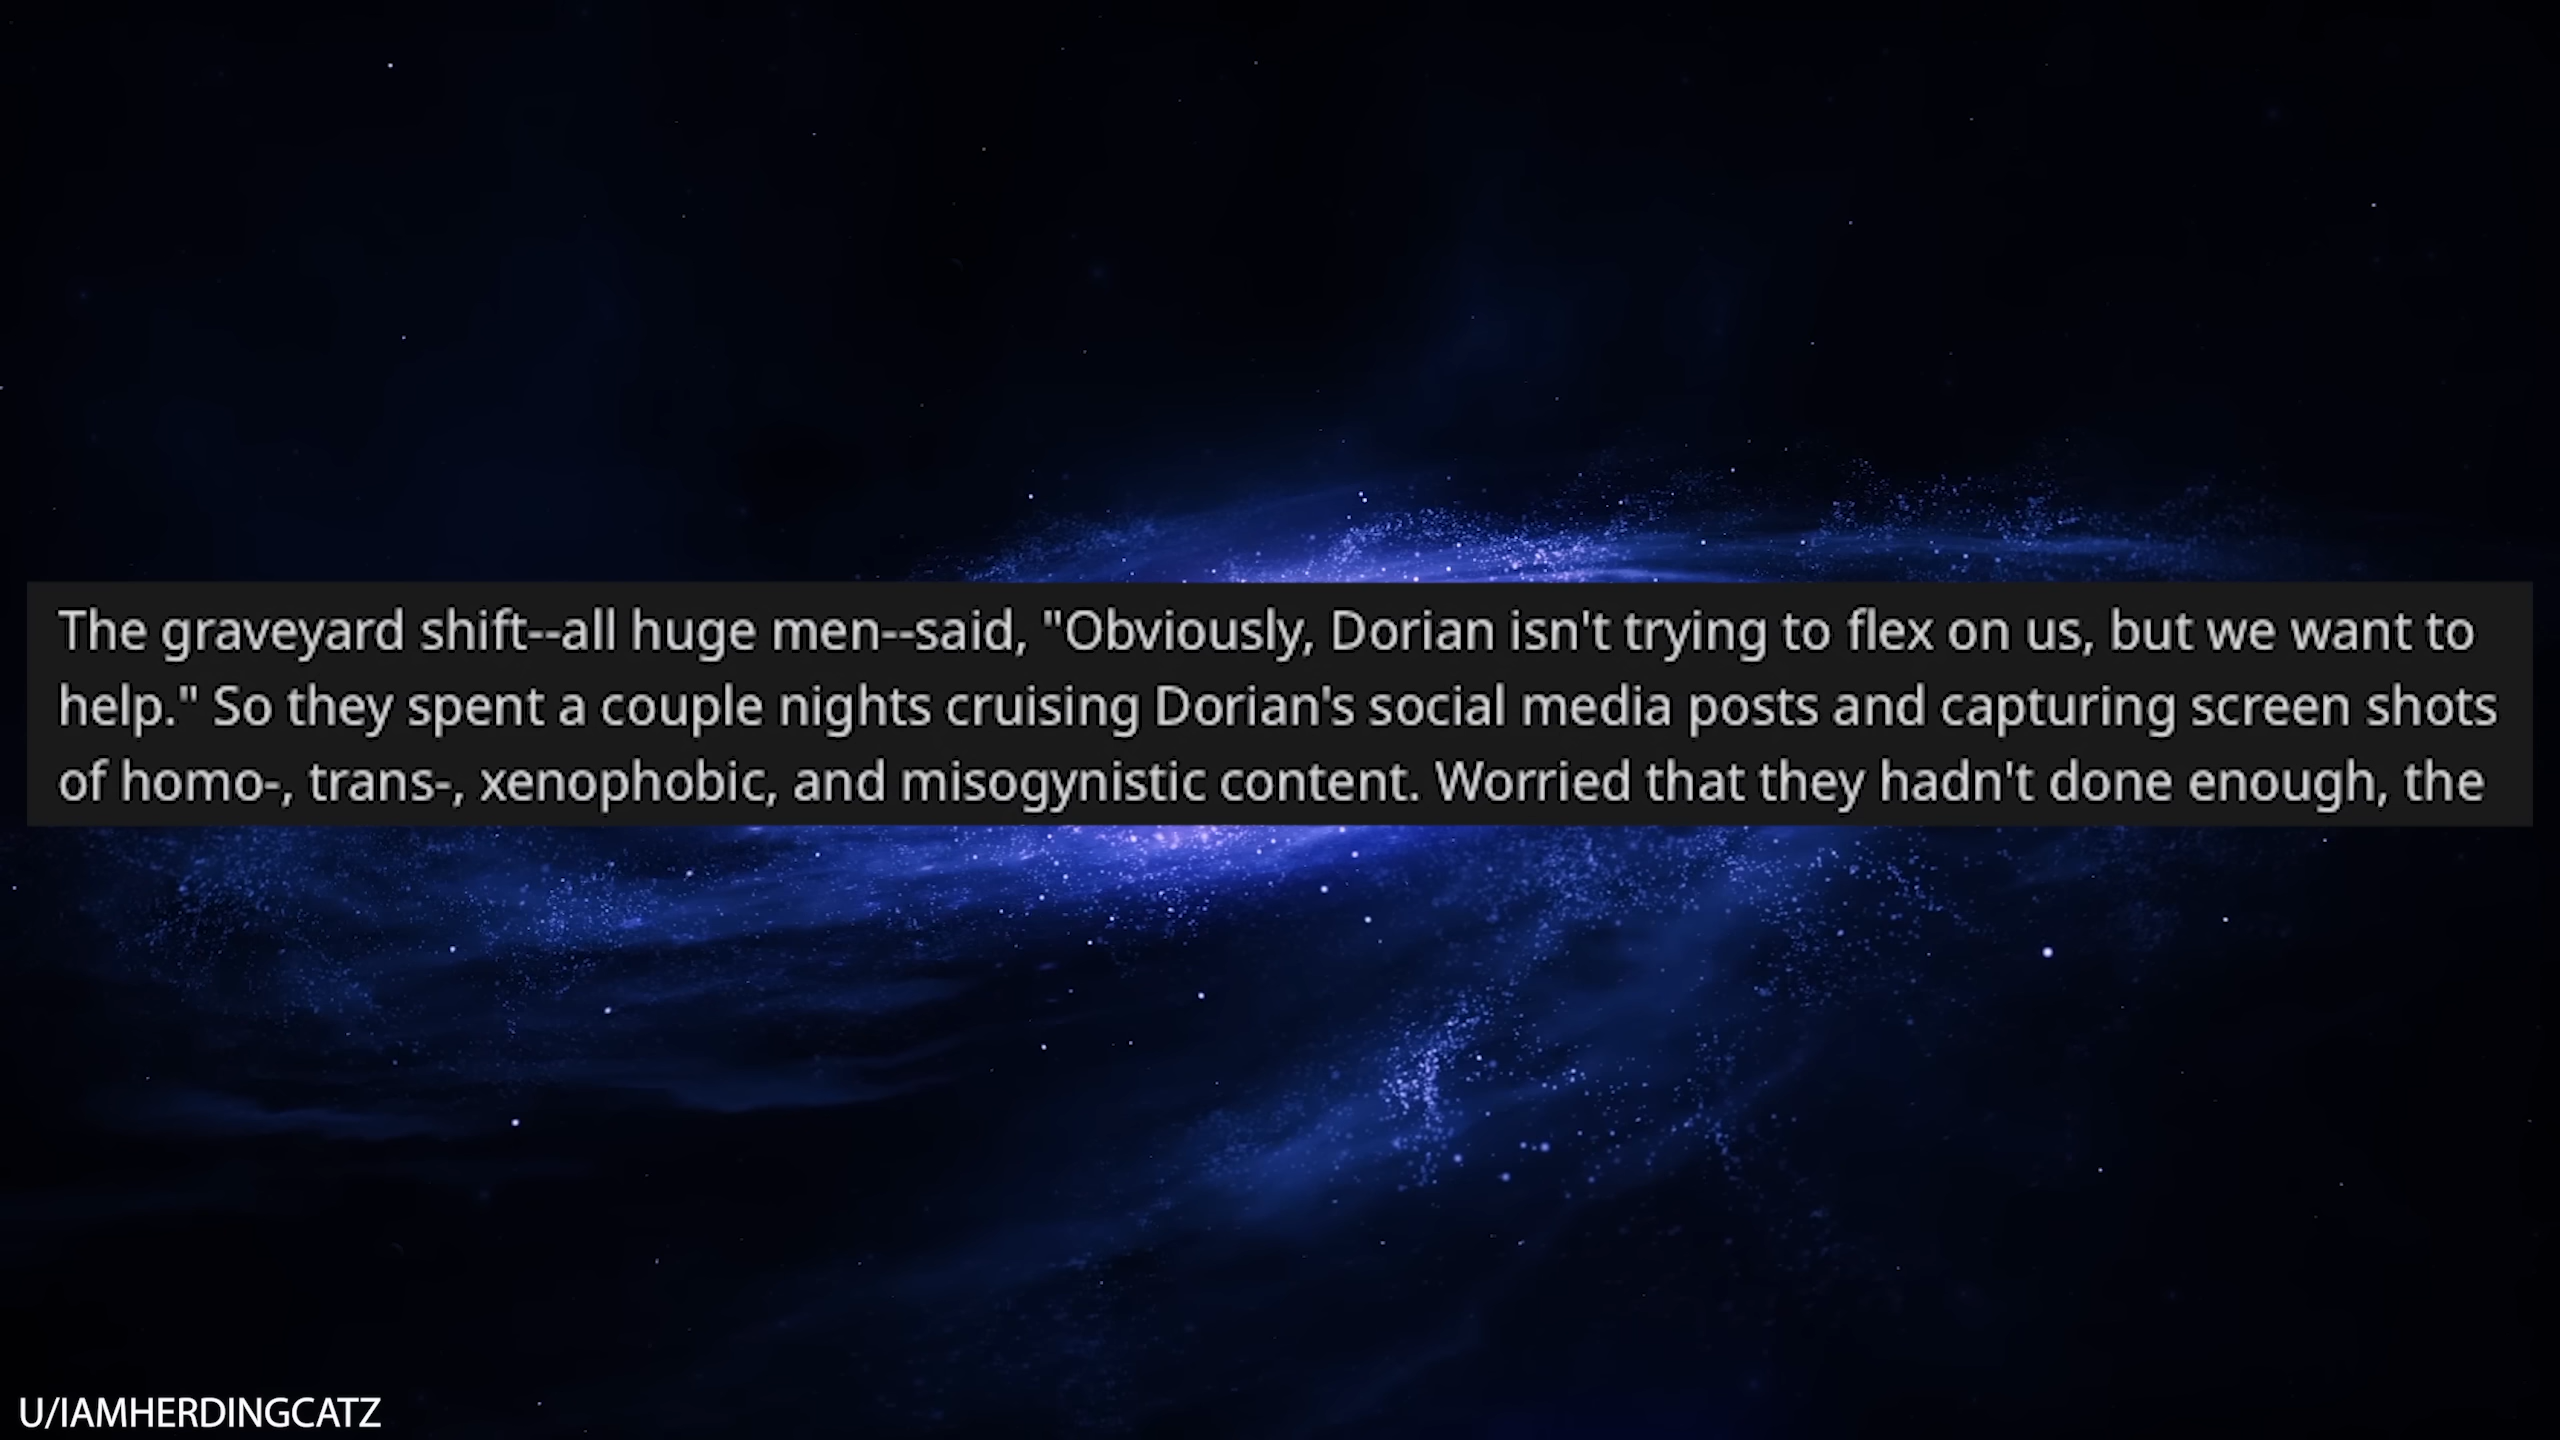 The graveyard shift--all huge men--said, "Obviously, Dorian isn't trying to flex on us, but we want to
help." So they spent a couple nights cruising Dorian's social media posts and capturing screen shots
of homo-, trans-, xenophobic, and misogynistic content. Worried that they hadn't done enough, the
U/IAMHERDINGCATZ